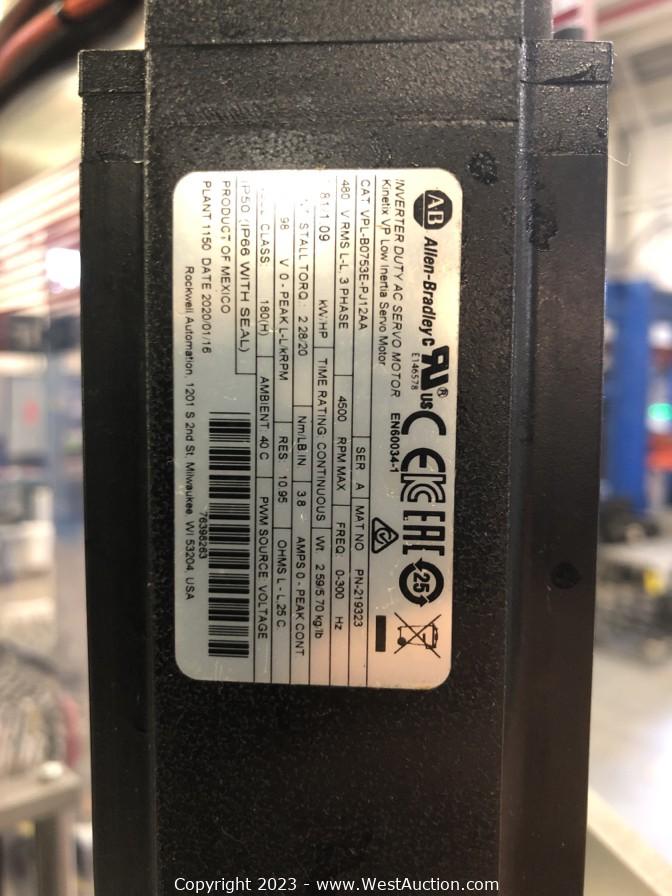 AB Allen-Bradley
c RU® US CE EAC 25
E146578
INVERTER DUTY AC SERVO MOTOR EN60034-1
Kinetix VP Low Inertia Servo Motor
CAT. VPL-B0753E-PJ12AA SER A MAT NO PN-219323
480 V RMS L-L, 3 PHASE 4500 RPM MAX FREQ: 0-300 Hz
.81/1.09 kW/HP TIME RATING: CONTINUOUS Wt. 2.59/5.70 kg/lb
STALL TORQ: 2.28/20 Nm/LB.IN 3.8 AMPS 0 - PEAK CONT
98 V 0 - PEAK L-L/kRPM RES: 10.95 OHMS L - L,25 C
CLASS: 180(H) AMBIENT: 40 C PWM SOURCE VOLTAGE
IP50 (IP66 WITH SEAL)
PRODUCT OF MEXICO
PLANT 1150 DATE 2020/01/16
76398263
Rockwell Automation, 1201 S 2nd St, Milwaukee, WI 53204, USA
Copyright 2023 - www.WestAuction.com